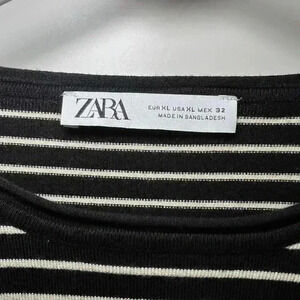 ZARA
EUR XL USA XL MEX 32
MADE IN BANGLADESH